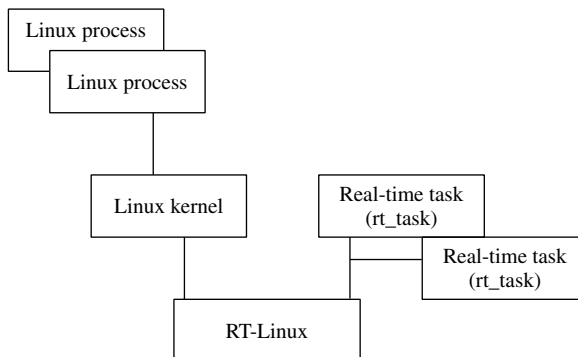 Linux process
Linux process
Linux kernel
Real-time task
(rt_task)
Real-time task
(rt_task)
RT-Linux